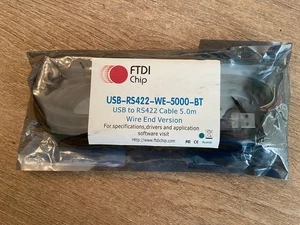 FTDI
Chip
USB-RS422-WE-5000-BT
USB to RS422 Cable 5.0m
Wire End Version
For specifications,drivers and application
software visit
Http://www.ftdichip.com